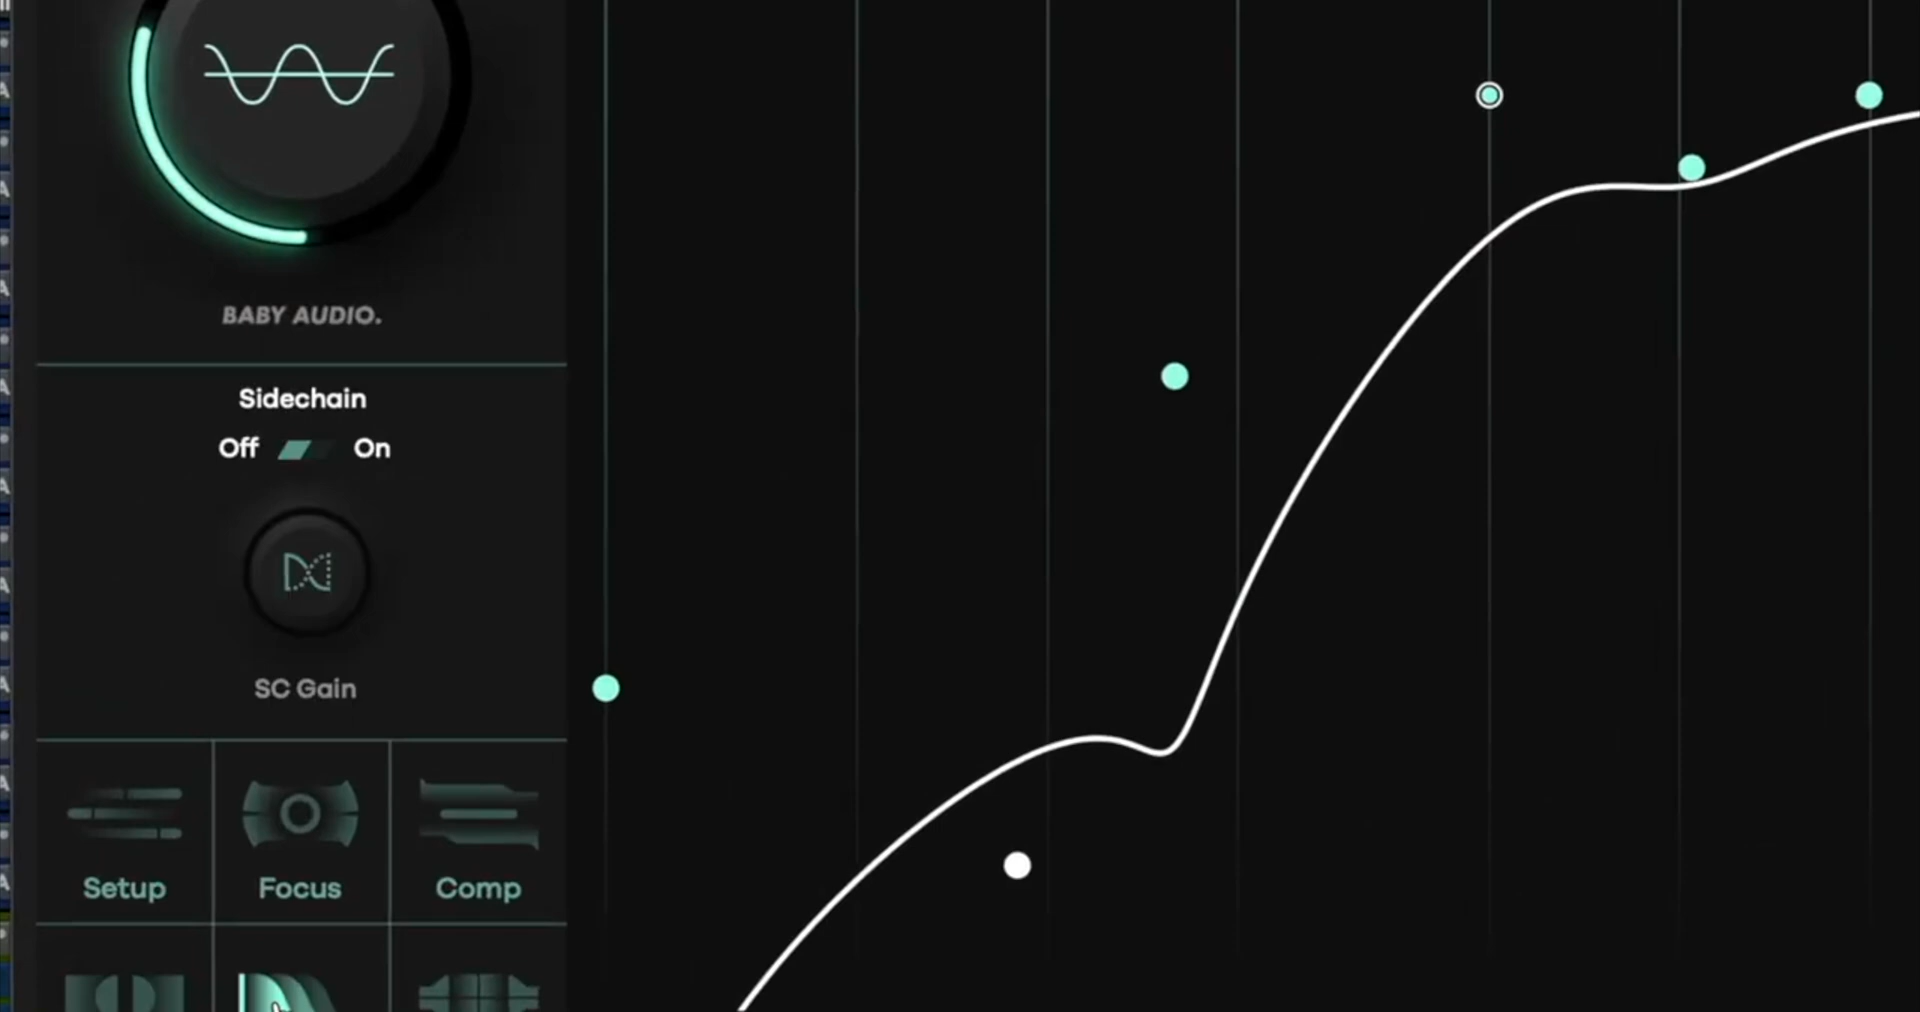 BABY AUDIO.
Sidechain
Off On
SC Gain
Setup Focus Comp